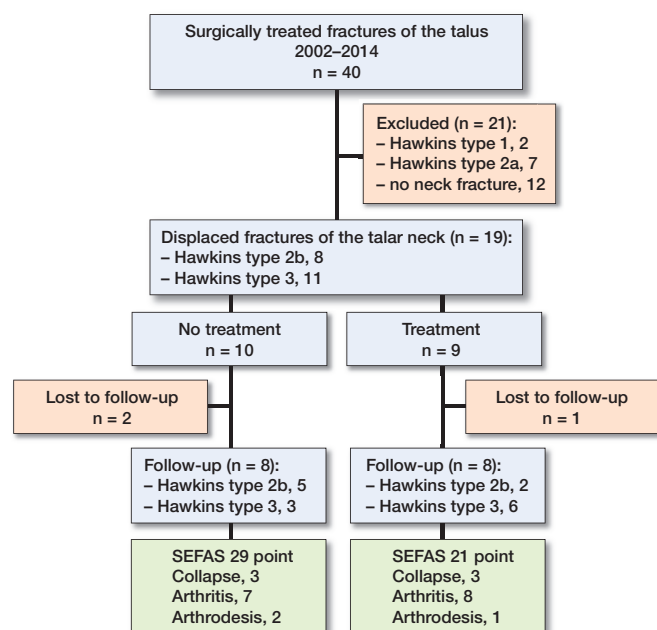 Surgically treated fractures of the talus
2002–2014
n = 40
Excluded (n = 21):
– Hawkins type 1, 2
– Hawkins type 2a, 7
– no neck fracture, 12
Displaced fractures of the talar neck (n = 19):
– Hawkins type 2b, 8
– Hawkins type 3, 11
No treatment
n = 10
Treatment
n = 9
Lost to follow-up
n = 2
Lost to follow-up
n = 1
Follow-up (n = 8):
– Hawkins type 2b, 5
– Hawkins type 3, 3
Follow-up (n = 8):
– Hawkins type 2b, 2
– Hawkins type 3, 6
SEFAS 29 point
Collapse, 3
Arthritis, 7
Arthrodesis, 2
SEFAS 21 point
Collapse, 3
Arthritis, 8
Arthrodesis, 1